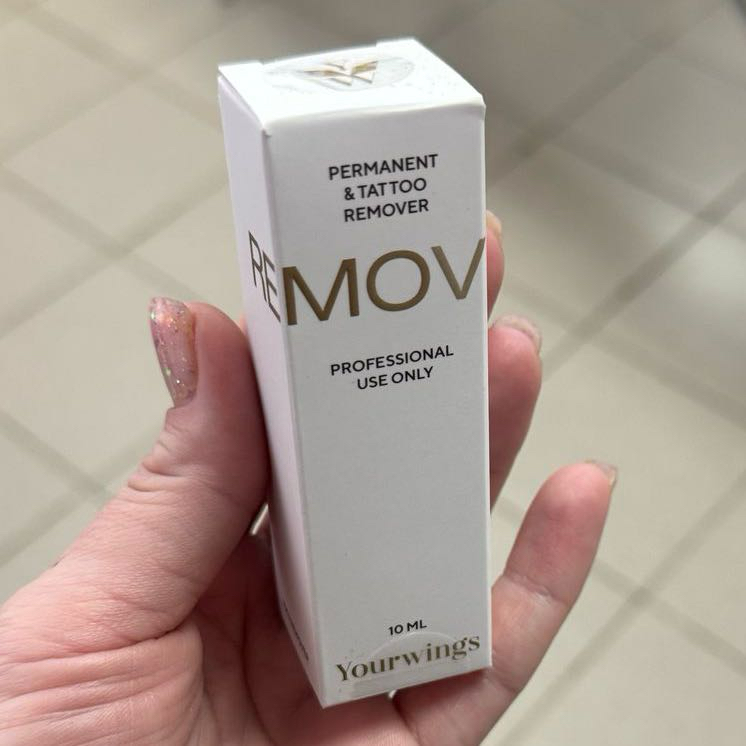 PERMANENT
& TATTOO
REMOVER
REMOV
PROFESSIONAL
USE ONLY
10 ML
Yourwings